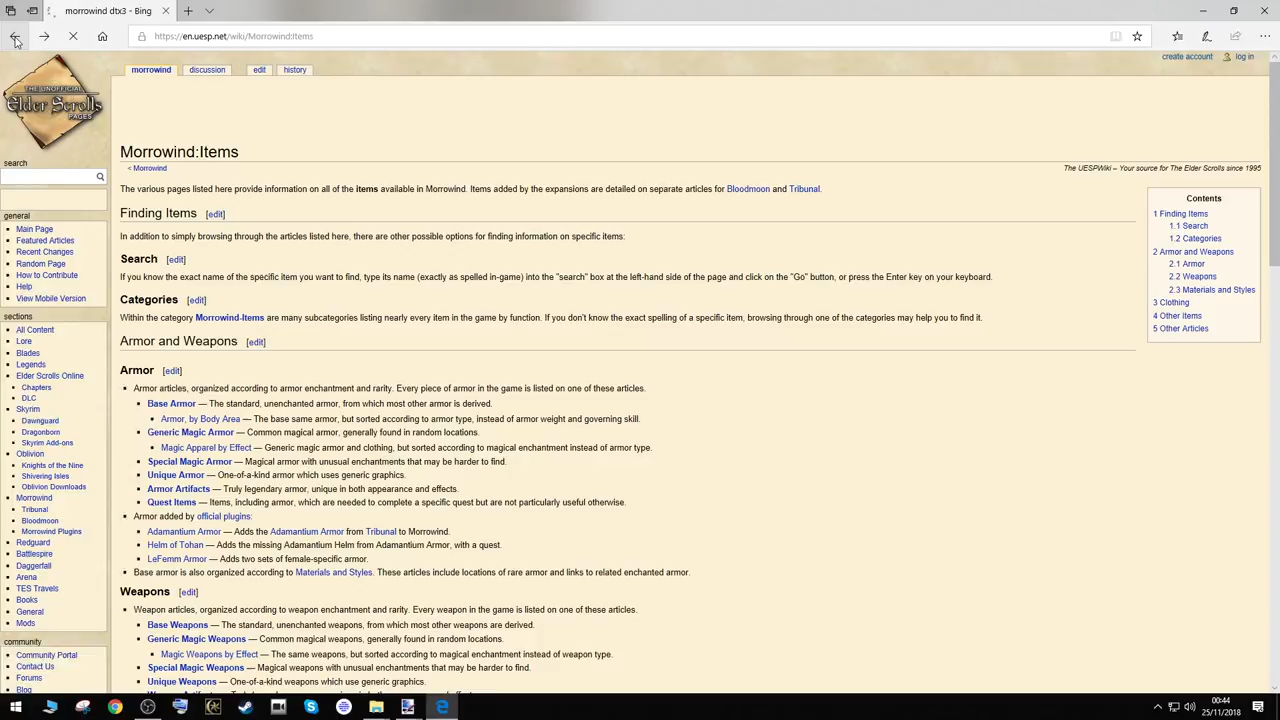 morrowind dtx3 - Bing
https://en.uesp.net/wiki/Morrowind:Items
THE UNOFFICIAL
Elder Scrolls
PAGES
morrowind
discussion
edit
history
create account
log in
Morrowind:Items
< Morrowind
The UESPWiki – Your source for The Elder Scrolls since 1995
The various pages listed here provide information on all of the items available in Morrowind. Items added by the expansions are detailed on separate articles for Bloodmoon and Tribunal.
Finding Items [edit]
In addition to simply browsing through the articles listed here, there are other possible options for finding information on specific items:
Search [edit]
If you know the exact name of the specific item you want to find, type its name (exactly as spelled in-game) into the "search" box at the left-hand side of the page and click on the "Go" button, or press the Enter key on your keyboard.
Categories [edit]
Within the category Morrowind-Items are many subcategories listing nearly every item in the game by function. If you don't know the exact spelling of a specific item, browsing through one of the categories may help you to find it.
Armor and Weapons [edit]
Armor [edit]
Armor articles, organized according to armor enchantment and rarity. Every piece of armor in the game is listed on one of these articles.
Base Armor — The standard, unenchanted armor, from which most other armor is derived.
Armor, by Body Area — The base same armor, but sorted according to armor type, instead of armor weight and governing skill.
Generic Magic Armor — Common magical armor, generally found in random locations.
Magic Apparel by Effect — Generic magic armor and clothing, but sorted according to magical enchantment instead of armor type.
Special Magic Armor — Magical armor with unusual enchantments that may be harder to find.
Unique Armor — One-of-a-kind armor which uses generic graphics.
Armor Artifacts — Truly legendary armor, unique in both appearance and effects.
Quest Items — Items, including armor, which are needed to complete a specific quest but are not particularly useful otherwise.
Armor added by official plugins:
Adamantium Armor — Adds the Adamantium Armor from Tribunal to Morrowind.
Helm of Tohan — Adds the missing Adamantium Helm from Adamantium Armor, with a quest.
LeFemm Armor — Adds two sets of female-specific armor.
Base armor is also organized according to Materials and Styles. These articles include locations of rare armor and links to related enchanted armor.
Weapons [edit]
Weapon articles, organized according to weapon enchantment and rarity. Every weapon in the game is listed on one of these articles.
Base Weapons — The standard, unenchanted weapons, from which most other weapons are derived.
Generic Magic Weapons — Common magical weapons, generally found in random locations.
Magic Weapons by Effect — The same weapons, but sorted according to magical enchantment instead of weapon type.
Special Magic Weapons — Magical weapons with unusual enchantments that may be harder to find.
Unique Weapons — One-of-a-kind weapons which use generic graphics.
Contents
1 Finding Items
1.1 Search
1.2 Categories
2 Armor and Weapons
2.1 Armor
2.2 Weapons
2.3 Materials and Styles
3 Clothing
4 Other Items
5 Other Articles
search
general
Main Page
Featured Articles
Recent Changes
Random Page
How to Contribute
Help
View Mobile Version
sections
All Content
Lore
Blades
Legends
Elder Scrolls Online
Chapters
DLC
Skyrim
Dawnguard
Dragonborn
Skyrim Add-ons
Oblivion
Knights of the Nine
Shivering Isles
Oblivion Downloads
Morrowind
Tribunal
Bloodmoon
Morrowind Plugins
Redguard
Battlespire
Daggerfall
Arena
TES Travels
Books
General
Mods
community
Community Portal
Contact Us
Forums
Blog
00:44
25/11/2018